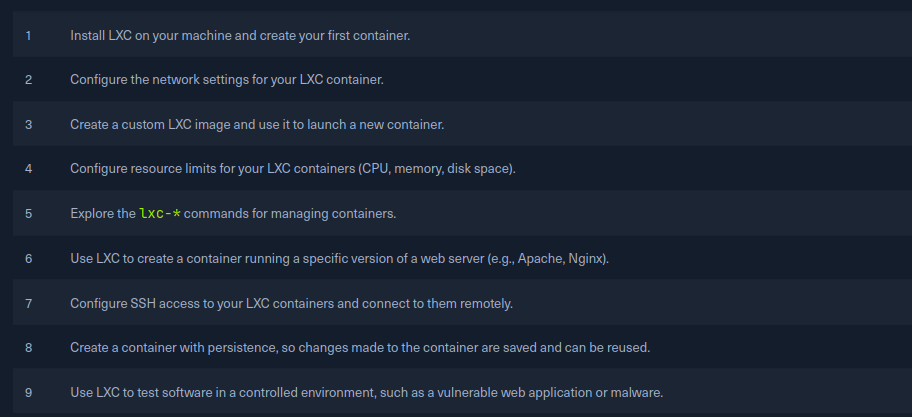 1 Install LXC on your machine and create your first container.
2 Configure the network settings for your LXC container.
3 Create a custom LXC image and use it to launch a new container.
4 Configure resource limits for your LXC containers (CPU, memory, disk space).
5 Explore the lxc-* commands for managing containers.
6 Use LXC to create a container running a specific version of a web server (e.g., Apache, Nginx).
7 Configure SSH access to your LXC containers and connect to them remotely.
8 Create a container with persistence, so changes made to the container are saved and can be reused.
9 Use LXC to test software in a controlled environment, such as a vulnerable web application or malware.